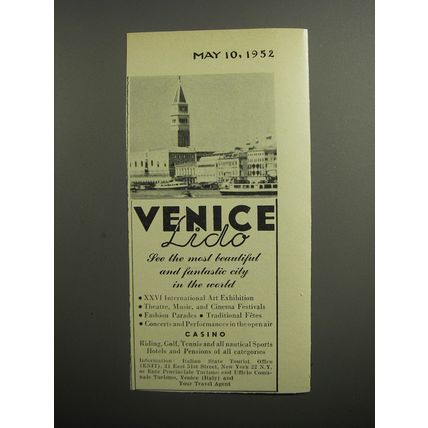 MAY 10, 1952
VENICE
Lido
See the most beautiful
and fantastic city
in the world
• XXVI International Art Exhibition
• Theatre, Music, and Cinema Festivals
• Fashion Parades • Traditional Fêtes
• Concerts and Performances in the open air
CASINO
Riding, Golf, Tennis and all nautical Sports
Hotels and Pensions of all categories
Information: Italian State Tourist Office
(ENIT), 21 East 51st Street, New York 22 N.Y.
or Ente Provinciale Turismo and Ufficio Comu-
nale Turismo, Venice (Italy) and
Your Travel Agent